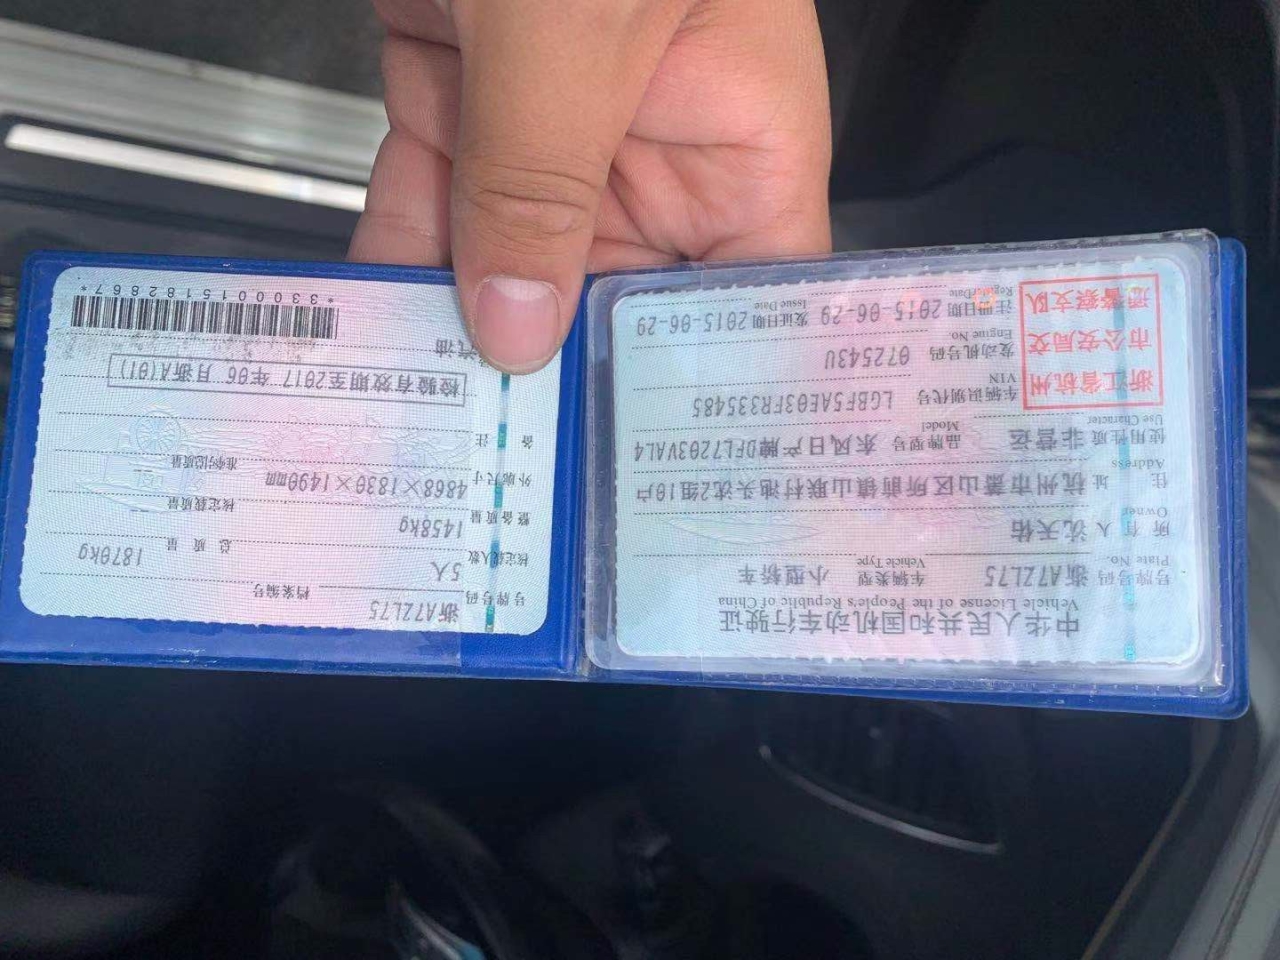 中华人民共和国机动车行驶证
Vehicle License of the People's Republic of China
号牌号码 浙A7ZL75 车辆类型 小型轿车
Plate No. Vehicle Type
所有人 冼天佑
Owner
住址 杭州市萧山区所前镇山联村池头沈2组10户
Address
使用性质 非营运 品牌型号 东风日产牌DFL7203VAL4
Use Character Model
浙江省杭州市公安局交通警察支队
车辆识别代号 LGBF5AE03FR335485
VIN
发动机号码 072543U
Engine No.
注册日期 2015-06-29 发证日期 2015-06-29
Register Date Issue Date
号牌号码 浙A7ZL75 档案编号
核定载人数 5人 总质量 1870kg
整备质量 1458kg 核定载质量
外廓尺寸 4868×1830×1490mm 准牵引总质量
备注
检验有效期至2017年06月浙A(01)
汽油
*3300015182867*